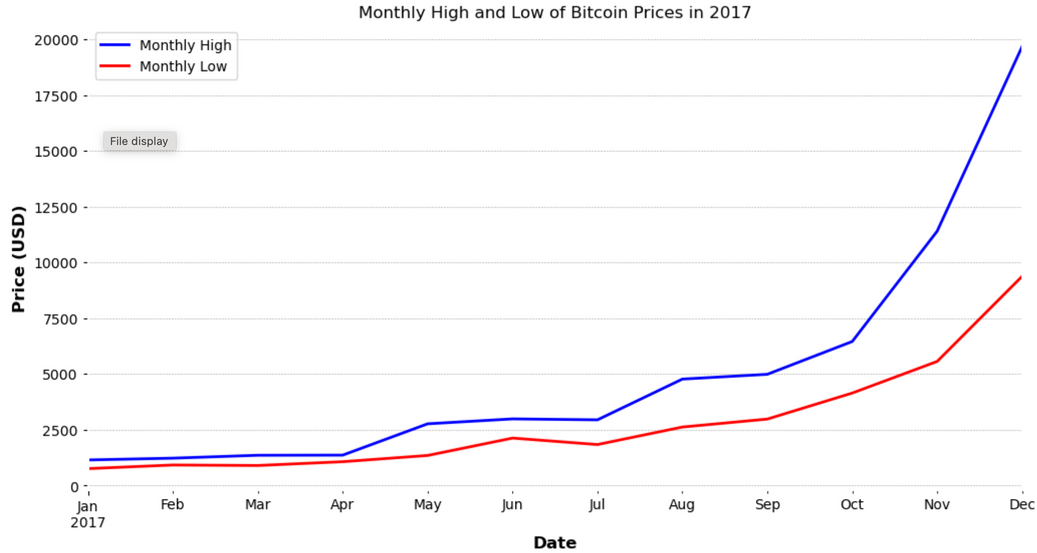 Monthly High and Low of Bitcoin Prices in 2017
Monthly High
Monthly Low
File display
Price (USD)
20000
17500
15000
12500
10000
7500
5000
2500
0
Jan Feb Mar Apr May Jun Jul Aug Sep Oct Nov Dec
2017
Date